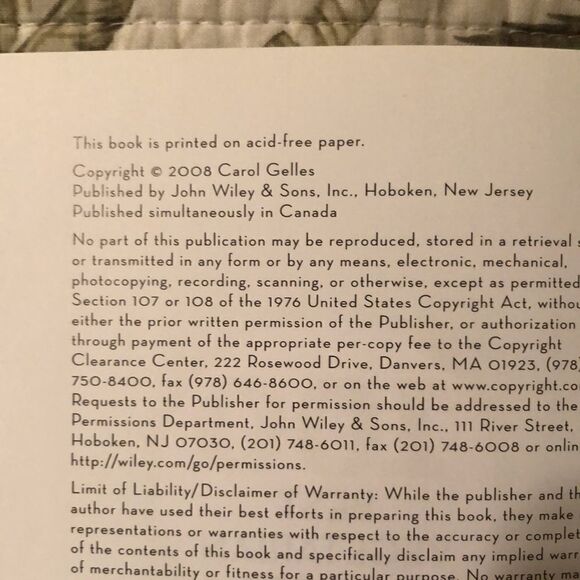 This book is printed on acid-free paper.
Copyright © 2008 Carol Gelles
Published by John Wiley & Sons, Inc., Hoboken, New Jersey
Published simultaneously in Canada
No part of this publication may be reproduced, stored in a retrieval s
or transmitted in any form or by any means, electronic, mechanical,
photocopying, recording, scanning, or otherwise, except as permitted
Section 107 or 108 of the 1976 United States Copyright Act, withou
either the prior written permission of the Publisher, or authorization
through payment of the appropriate per-copy fee to the Copyright
Clearance Center, 222 Rosewood Drive, Danvers, MA 01923, (978)
750-8400, fax (978) 646-8600, or on the web at www.copyright.co
Requests to the Publisher for permission should be addressed to the
Permissions Department, John Wiley & Sons, Inc., 111 River Street,
Hoboken, NJ 07030, (201) 748-6011, fax (201) 748-6008 or onlin
http://wiley.com/go/permissions.
Limit of Liability/Disclaimer of Warranty: While the publisher and th
author have used their best efforts in preparing this book, they make
representations or warranties with respect to the accuracy or complet
of the contents of this book and specifically disclaim any implied warr
of merchantability or fitness for a particular purpose. No warranty ma